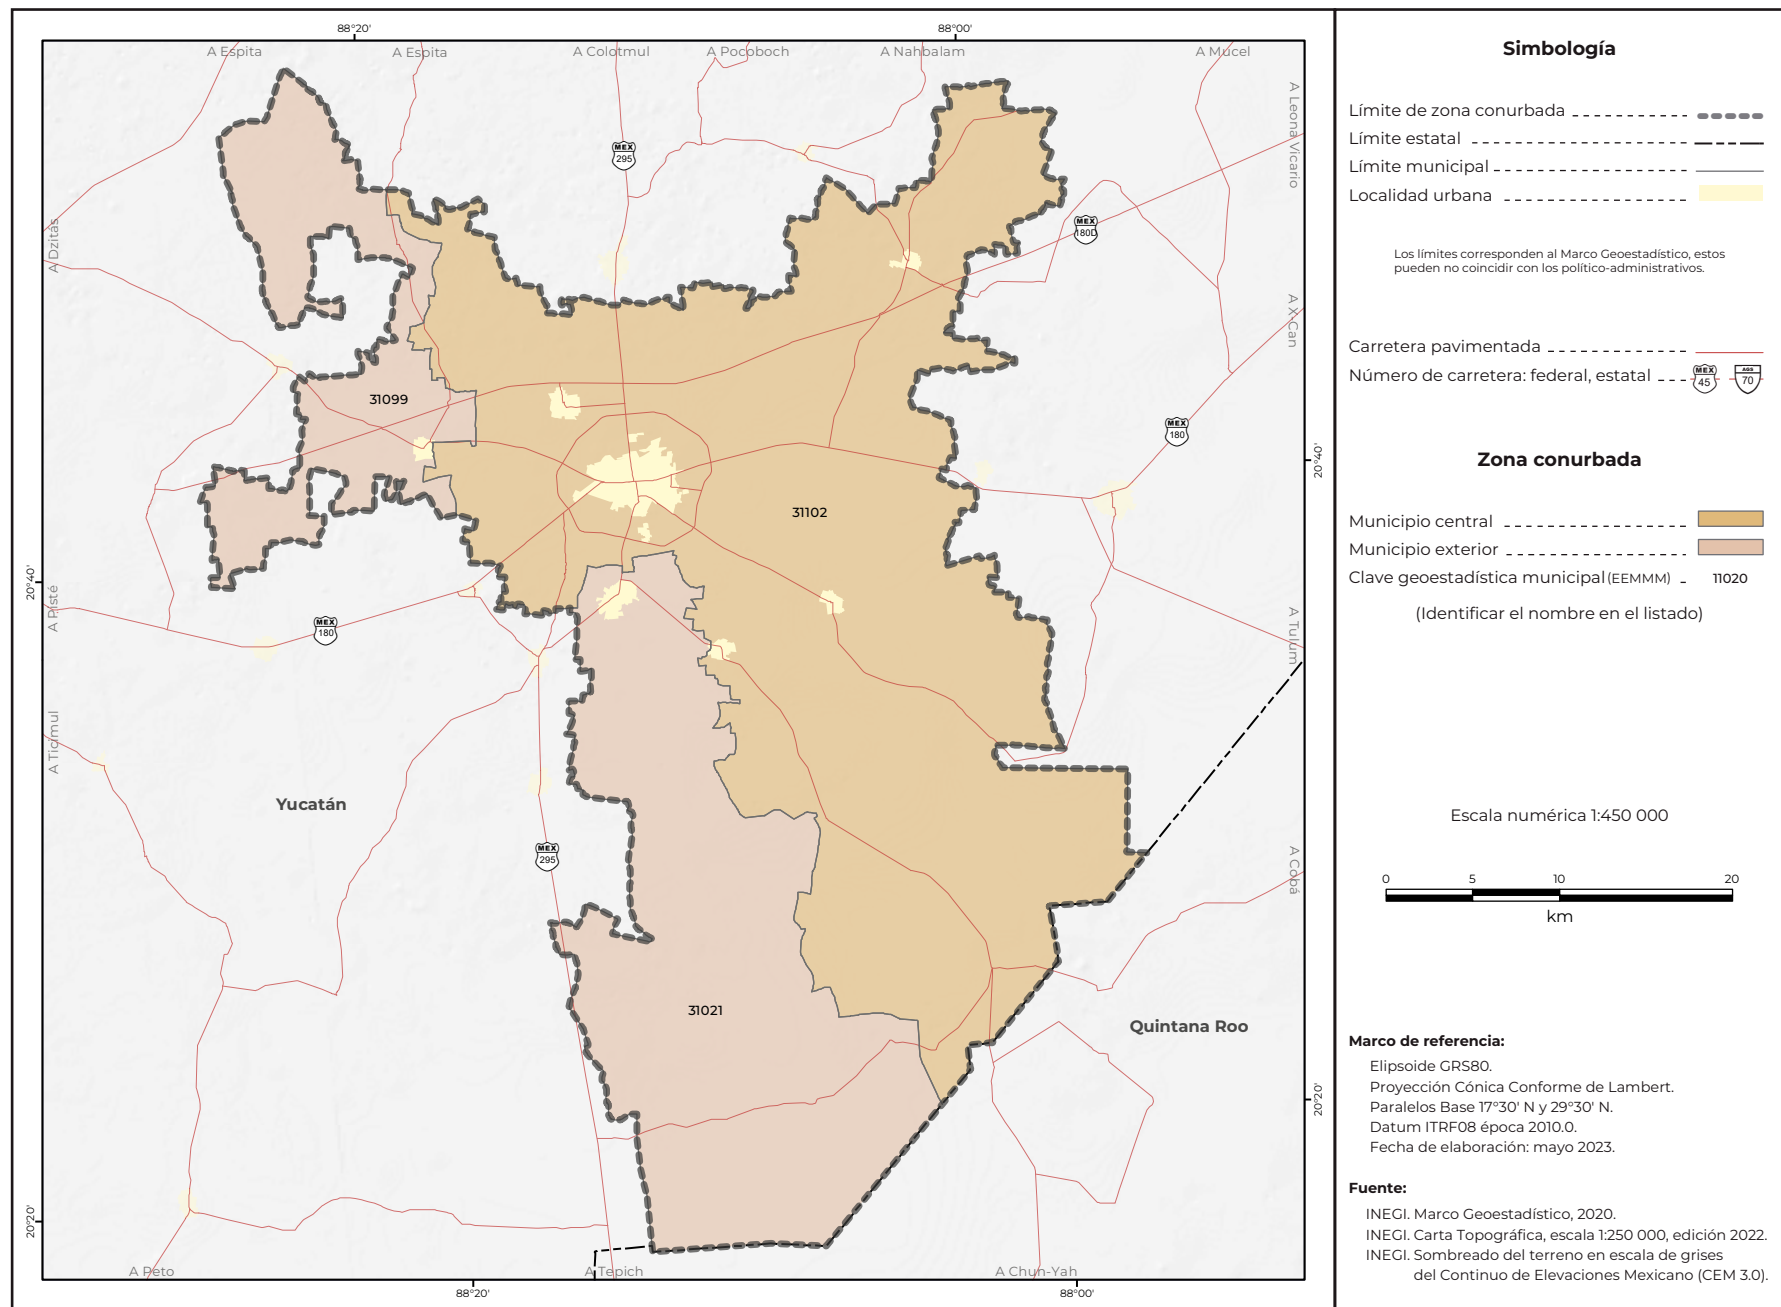 88°20'
88°00'
A Espita
A Espita
A Colotmul
A Pocoboch
A Nahbalam
A Mucel
A Leona Vicario
A X-Can
A Tulum
A Cobá
A Dzitás
A Pisté
A Ticimul
20°40'
20°20'
20°40'
20°20'
MEX
295
MEX
180D
MEX
180
MEX
180
MEX
295
31099
31102
31021
Yucatán
Quintana Roo
A Peto
A Tepich
A Chun-Yah
88°20'
88°00'
Simbología
Límite de zona conurbada
Límite estatal
Límite municipal
Localidad urbana
Los límites corresponden al Marco Geoestadístico, estos
pueden no coincidir con los político-administrativos.
Carretera pavimentada
Número de carretera: federal, estatal
MEX
45
AGS
70
Zona conurbada
Municipio central
Municipio exterior
Clave geoestadística municipal (EEMMM) 11020
(Identificar el nombre en el listado)
Escala numérica 1:450 000
0 5 10 20
km
Marco de referencia:
Elipsoide GRS80.
Proyección Cónica Conforme de Lambert.
Paralelos Base 17°30' N y 29°30' N.
Datum ITRF08 época 2010.0.
Fecha de elaboración: mayo 2023.
Fuente:
INEGI. Marco Geoestadístico, 2020.
INEGI. Carta Topográfica, escala 1:250 000, edición 2022.
INEGI. Sombreado del terreno en escala de grises
del Continuo de Elevaciones Mexicano (CEM 3.0).